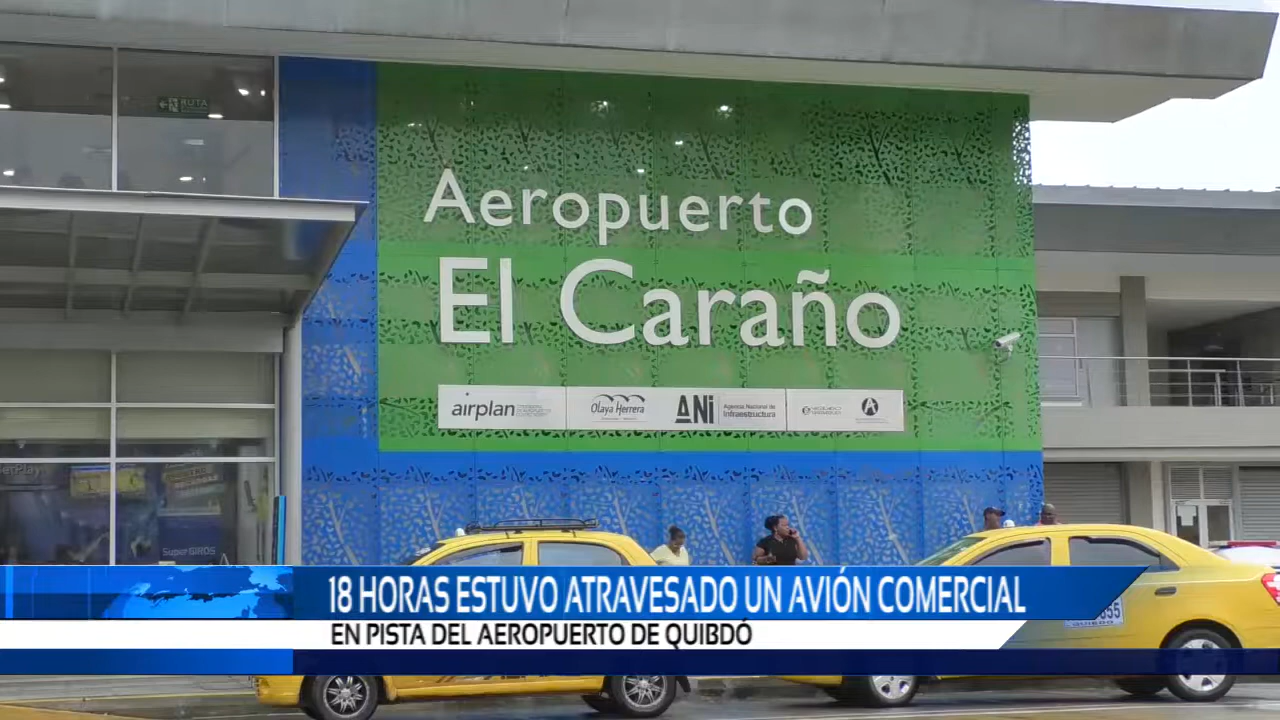 RUTA
Aeropuerto
El Caraño
airplan
Olaya Herrera
ANi
Agencia Nacional de
Infraestructura
SuperGIROS
18 HORAS ESTUVO ATRAVESADO UN AVIÓN COMERCIAL
EN PISTA DEL AEROPUERTO DE QUIBDÓ